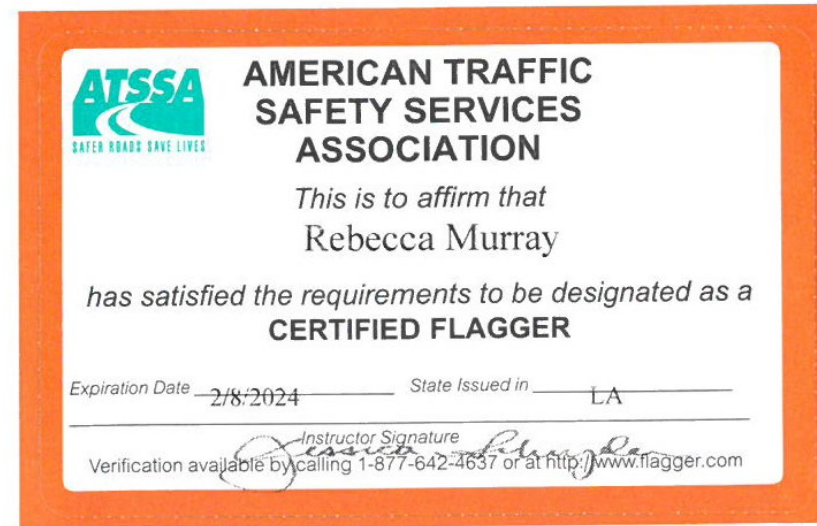 ATSSA
SAFER ROADS SAVE LIVES
AMERICAN TRAFFIC
SAFETY SERVICES
ASSOCIATION
This is to affirm that
Rebecca Murray
has satisfied the requirements to be designated as a
CERTIFIED FLAGGER
Expiration Date 2/8/2024 State Issued in LA
Instructor Signature
Jessica
Verification available by calling 1-877-642-4637 or at http://www.flagger.com